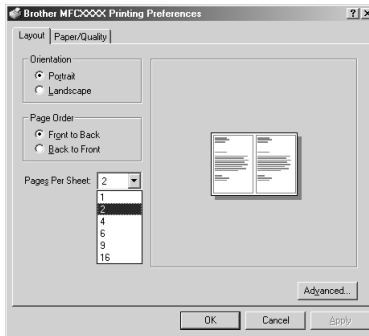 Brother MFCXXXX Printing Preferences
Layout
Paper/Quality
Orientation
Portrait
Landscape
Page Order
Front to Back
Back to Front
Pages Per Sheet:
2
1
2
4
6
9
16
Advanced...
OK
Cancel
Apply